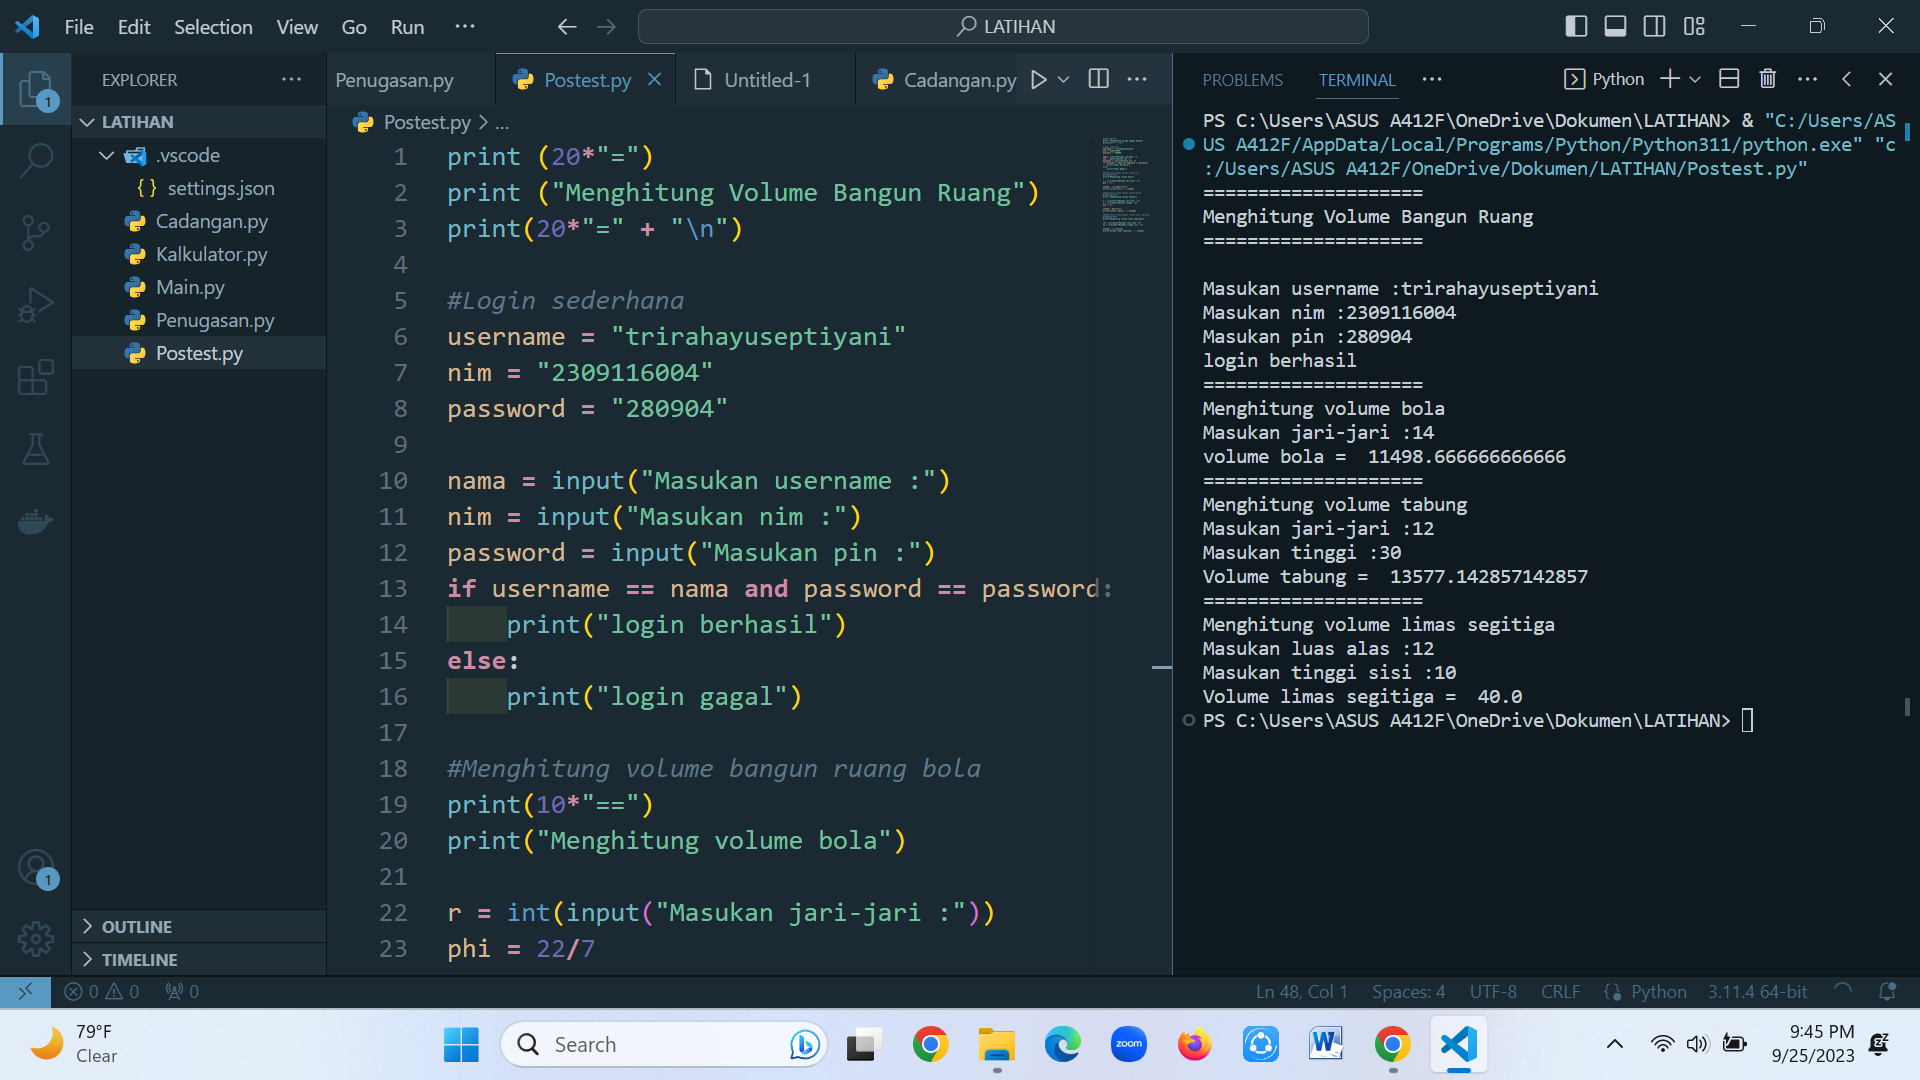 File Edit Selection View Go Run ···
LATIHAN
EXPLORER ···
LATIHAN
.vscode
{ } settings.json
Cadangan.py
Kalkulator.py
Main.py
Penugasan.py
Postest.py
OUTLINE
TIMELINE
1
1
Penugasan.py Postest.py Untitled-1 Cadangan.py ···
Postest.py > ...
1 print (20*"=")
2 print ("Menghitung Volume Bangun Ruang")
3 print(20*"=" + "\n")
4
5 #Login sederhana
6 username = "trirahayuseptiyani"
7 nim = "2309116004"
8 password = "280904"
9
10 nama = input("Masukan username :")
11 nim = input("Masukan nim :")
12 password = input("Masukan pin :")
13 if username == nama and password == password:
14 print("login berhasil")
15 else:
16 print("login gagal")
17
18 #Menghitung volume bangun ruang bola
19 print(10*"==")
20 print("Menghitung volume bola")
21
22 r = int(input("Masukan jari-jari :"))
23 phi = 22/7
PROBLEMS TERMINAL ··· Python ···
PS C:\Users\ASUS A412F\OneDrive\Dokumen\LATIHAN> & "C:/Users/AS
US A412F/AppData/Local/Programs/Python/Python311/python.exe" "c
:/Users/ASUS A412F/OneDrive/Dokumen/LATIHAN/Postest.py"
====================
Menghitung Volume Bangun Ruang
====================
Masukan username :trirahayuseptiyani
Masukan nim :2309116004
Masukan pin :280904
login berhasil
====================
Menghitung volume bola
Masukan jari-jari :14
volume bola =  11498.666666666666
====================
Menghitung volume tabung
Masukan jari-jari :12
Masukan tinggi :30
Volume tabung =  13577.142857142857
====================
Menghitung volume limas segitiga
Masukan luas alas :12
Masukan tinggi sisi :10
Volume limas segitiga =  40.0
PS C:\Users\ASUS A412F\OneDrive\Dokumen\LATIHAN>
0 0 0
Ln 48, Col 1 Spaces: 4 UTF-8 CRLF Python 3.11.4 64-bit
79°F
Clear
Search
zoom
W
9:45 PM
9/25/2023